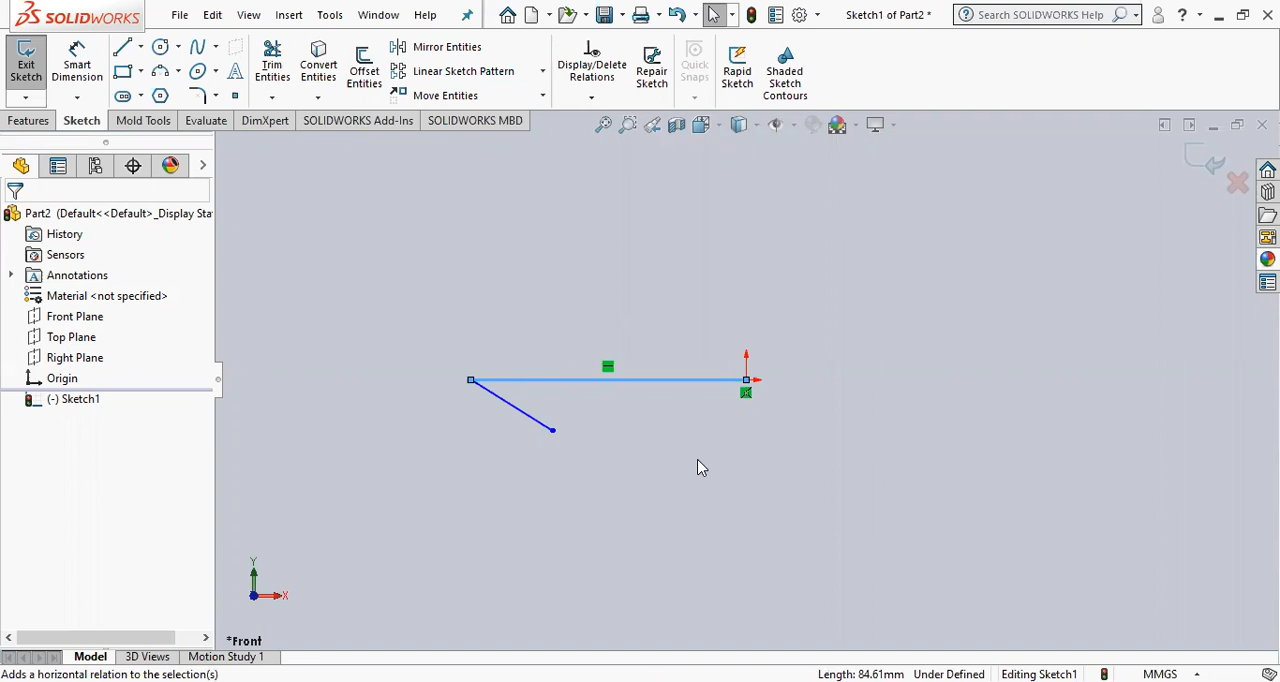 SOLIDWORKS File Edit View Insert Tools Window Help Sketch1 of Part2 * Search SOLIDWORKS Help ?
Exit Sketch
Smart Dimension
Trim Entities
Convert Entities
Offset Entities
Mirror Entities
Linear Sketch Pattern
Move Entities
Display/Delete Relations
Repair Sketch
Quick Snaps
Rapid Sketch
Shaded Sketch Contours
Features Sketch Mold Tools Evaluate DimXpert SOLIDWORKS Add-Ins SOLIDWORKS MBD
Part2 (Default<<Default>_Display Sta
History
Sensors
Annotations
Material <not specified>
Front Plane
Top Plane
Right Plane
Origin
(-) Sketch1
Y
X
*Front
Model 3D Views Motion Study 1
Adds a horizontal relation to the selection(s) Length: 84.61mm Under Defined Editing Sketch1 MMGS